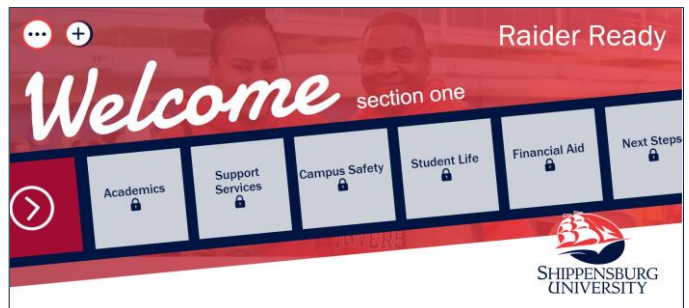 Raider Ready
Welcome
section one
Academics
Support
Services
Campus Safety
Student Life
Financial Aid
Next Steps
SHIPPENSBURG
UNIVERSITY